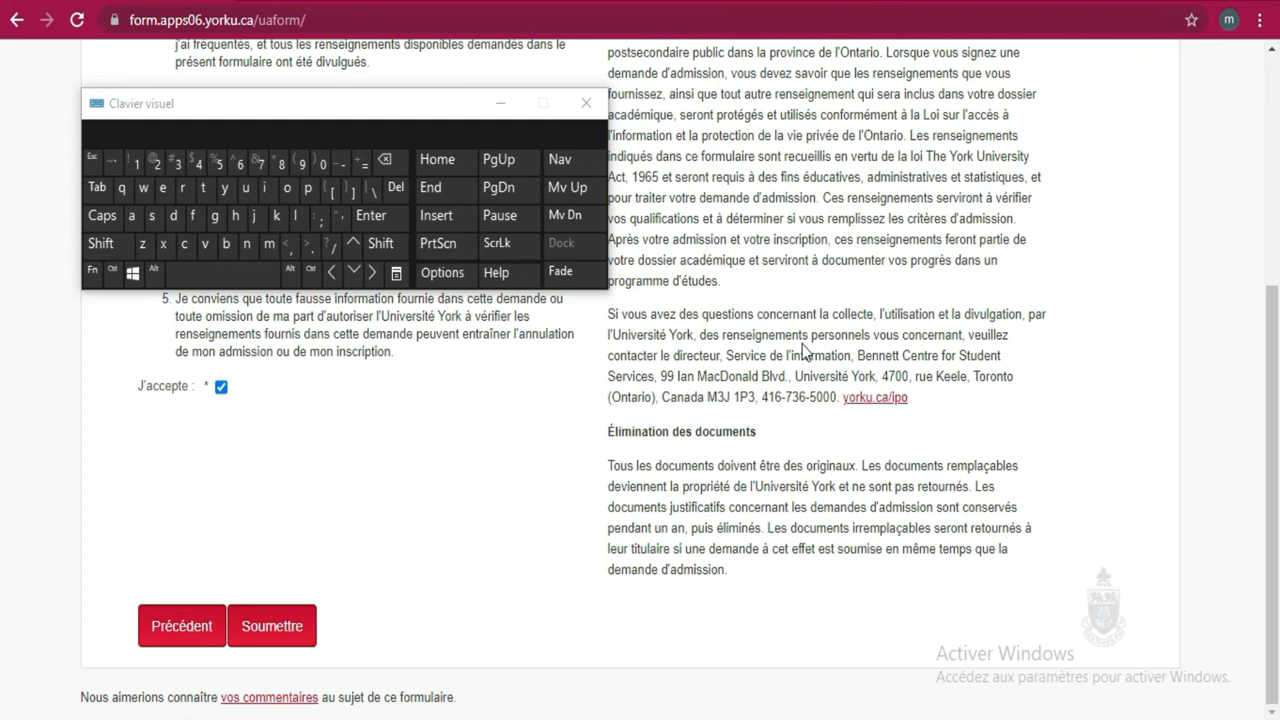 form.apps06.yorku.ca/uaform/
m
j'ai fréquentés, et tous les renseignements disponibles demandés dans le
présent formulaire ont été divulgués.
Clavier visuel
Esc ~ ` ! 1 @ 2 # 3 $ 4 % 5 ^ 6 & 7 * 8 ( 9 ) 0 _ - + = Home PgUp Nav
Tab q w e r t y u i o p { [ } ] | \ Del End PgDn Mv Up
Caps a s d f g h j k l : ; " ' Enter Insert Pause Mv Dn
Shift z x c v b n m < , > . ? / Shift PrtScn ScrLk Dock
Fn Ctrl Alt Alt Ctrl Options Help Fade
5. Je conviens que toute fausse information fournie dans cette demande ou
toute omission de ma part d'autoriser l'Université York à vérifier les
renseignements fournis dans cette demande peuvent entraîner l'annulation
de mon admission ou de mon inscription.
J'accepte : *
Précédent
Soumettre
Nous aimerions connaître vos commentaires au sujet de ce formulaire.
postsecondaire public dans la province de l'Ontario. Lorsque vous signez une
demande d'admission, vous devez savoir que les renseignements que vous
fournissez, ainsi que tout autre renseignement qui sera inclus dans votre dossier
académique, seront protégés et utilisés conformément à la Loi sur l'accès à
l'information et la protection de la vie privée de l'Ontario. Les renseignements
indiqués dans ce formulaire sont recueillis en vertu de la loi The York University
Act, 1965 et seront requis à des fins éducatives, administratives et statistiques, et
pour traiter votre demande d'admission. Ces renseignements serviront à vérifier
vos qualifications et à déterminer si vous remplissez les critères d'admission.
Après votre admission et votre inscription, ces renseignements feront partie de
votre dossier académique et serviront à documenter vos progrès dans un
programme d'études.
Si vous avez des questions concernant la collecte, l'utilisation et la divulgation, par
l'Université York, des renseignements personnels vous concernant, veuillez
contacter le directeur, Service de l'information, Bennett Centre for Student
Services, 99 Ian MacDonald Blvd., Université York, 4700, rue Keele, Toronto
(Ontario), Canada M3J 1P3, 416-736-5000. yorku.ca/ipo
Élimination des documents
Tous les documents doivent être des originaux. Les documents remplaçables
deviennent la propriété de l'Université York et ne sont pas retournés. Les
documents justificatifs concernant les demandes d'admission sont conservés
pendant un an, puis éliminés. Les documents irremplaçables seront retournés à
leur titulaire si une demande à cet effet est soumise en même temps que la
demande d'admission.
Activer Windows
Accédez aux paramètres pour activer Windows.